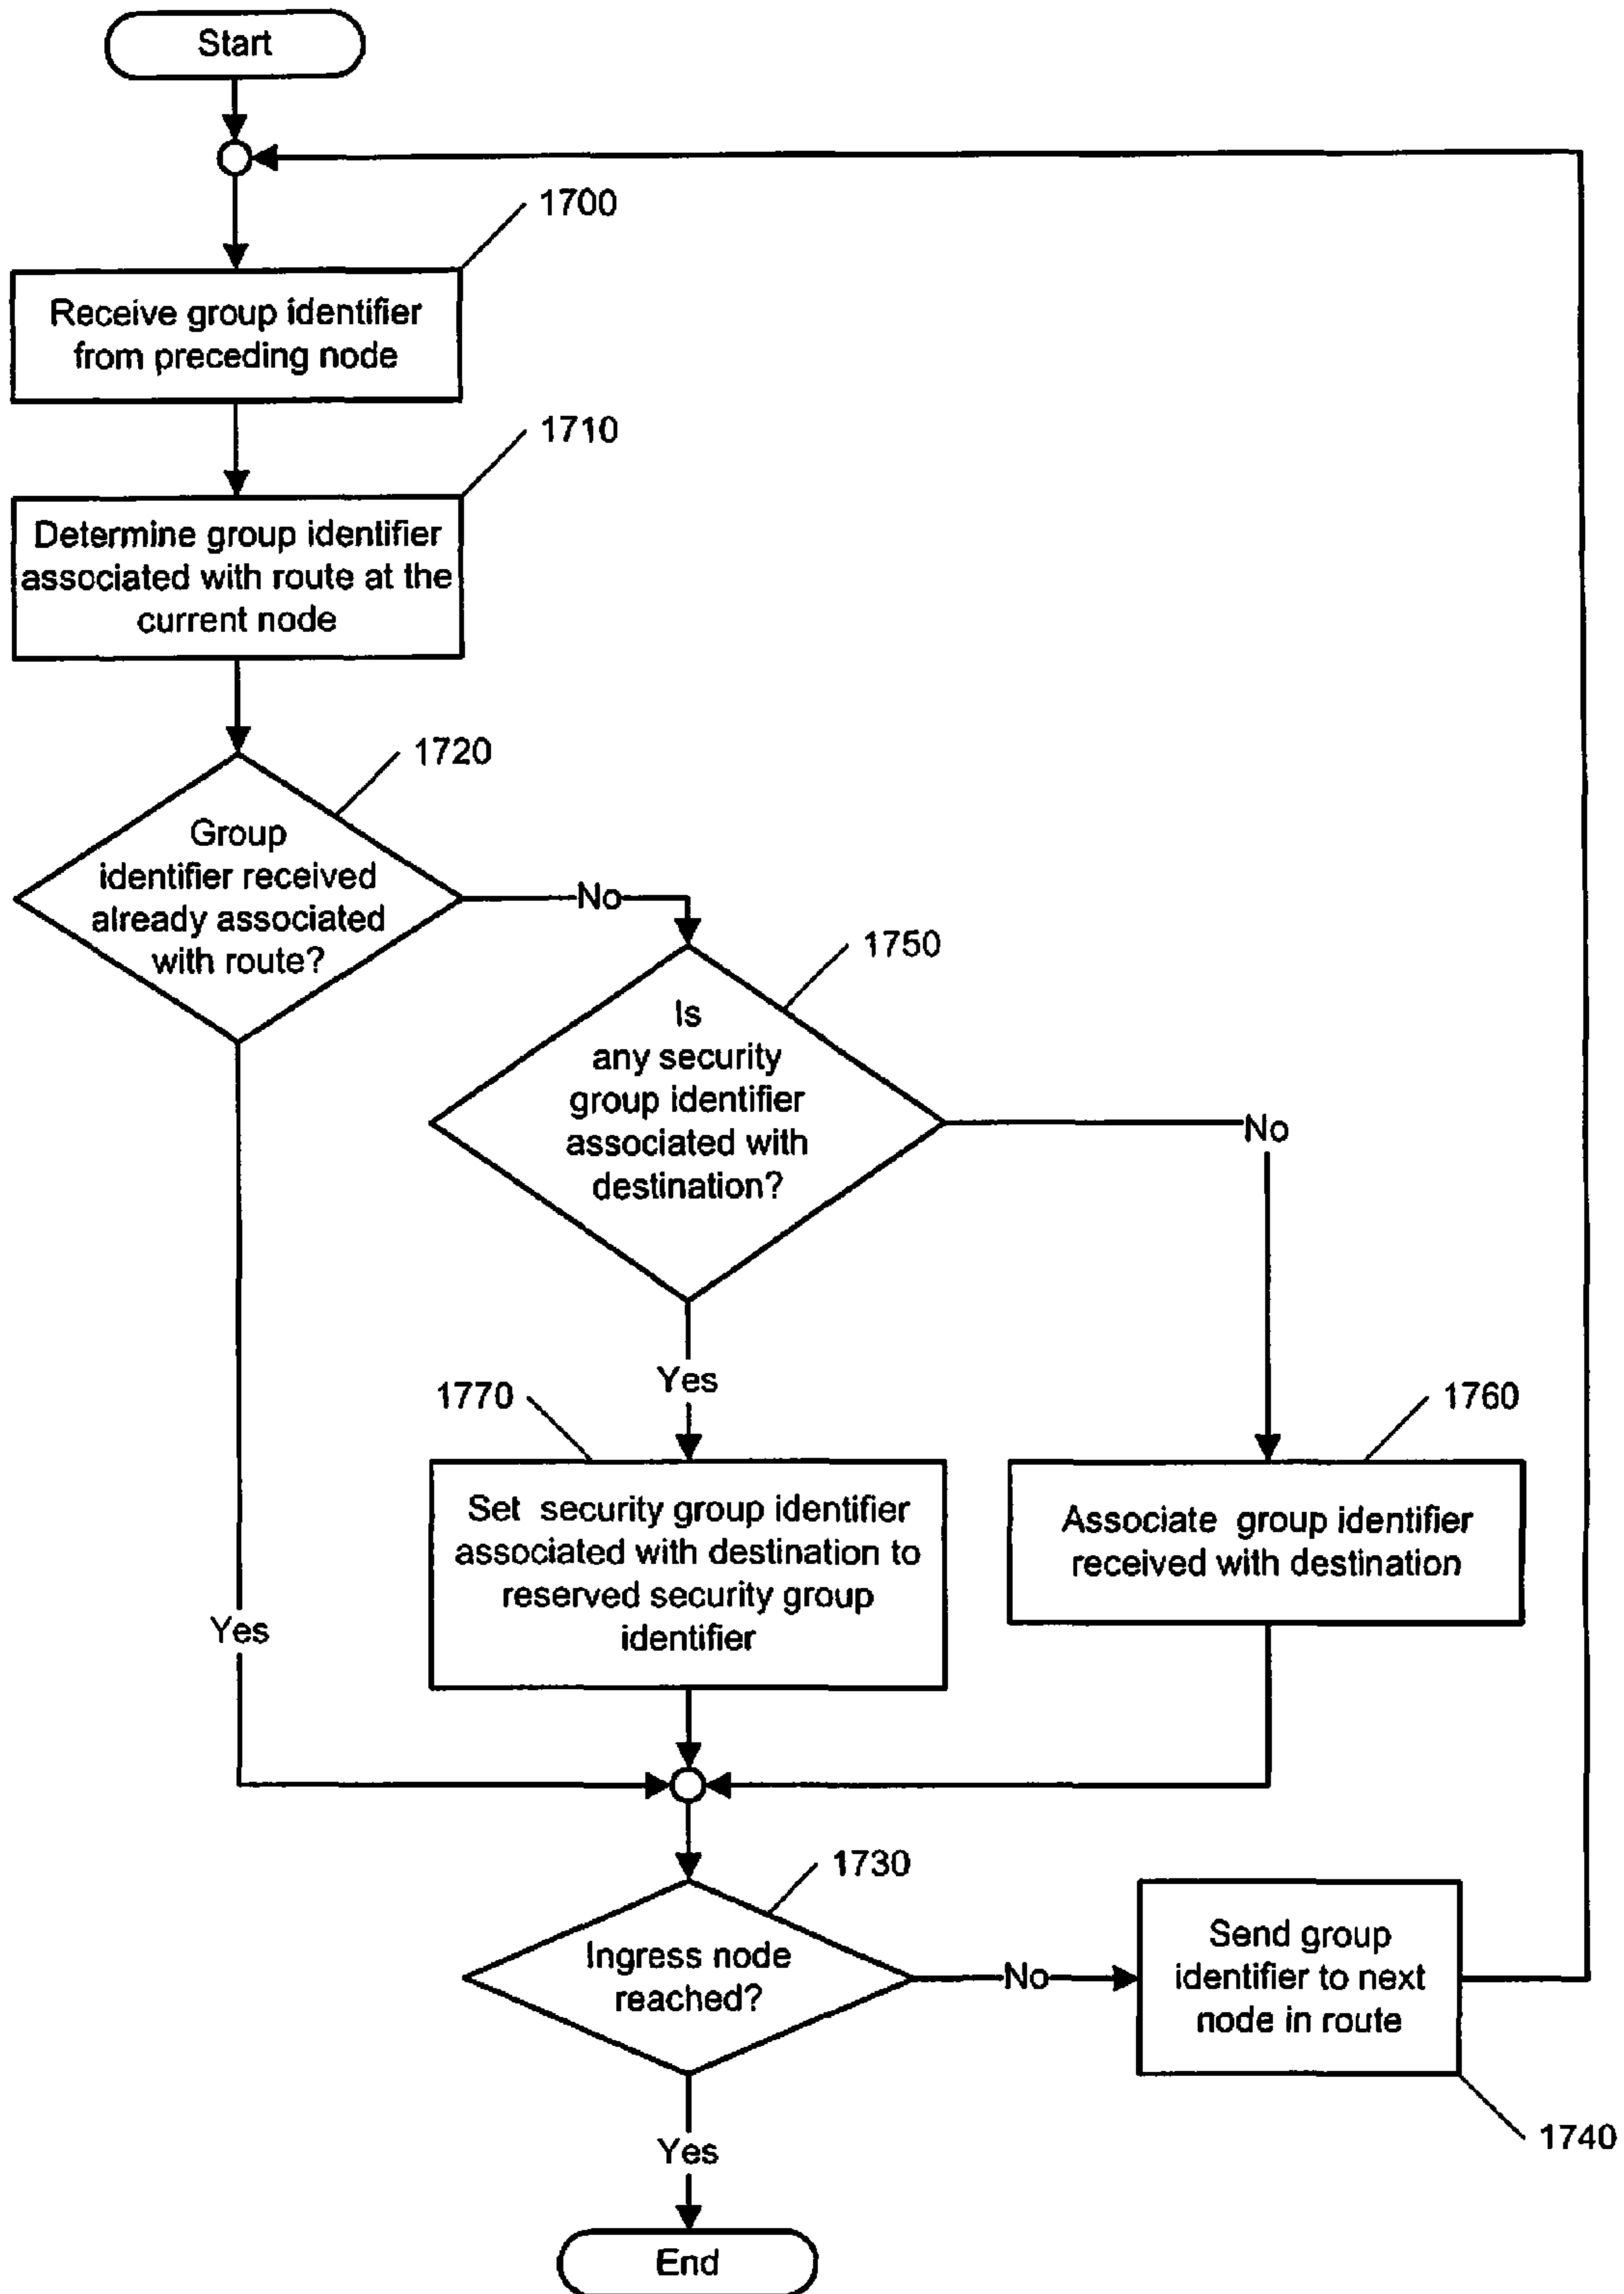 Start
1700
Receive group identifier
from preceding node
1710
Determine group identifier
associated with route at the
current node
1720
Group
identifier received
already associated
with route?
No
1750
Is
any security
group identifier
associated with
destination?
No
Yes
1770
1760
Set security group identifier
associated with destination to
reserved security group
identifier
Associate group identifier
received with destination
Yes
1730
Ingress node
reached?
No
Send group
identifier to next
node in route
1740
Yes
End